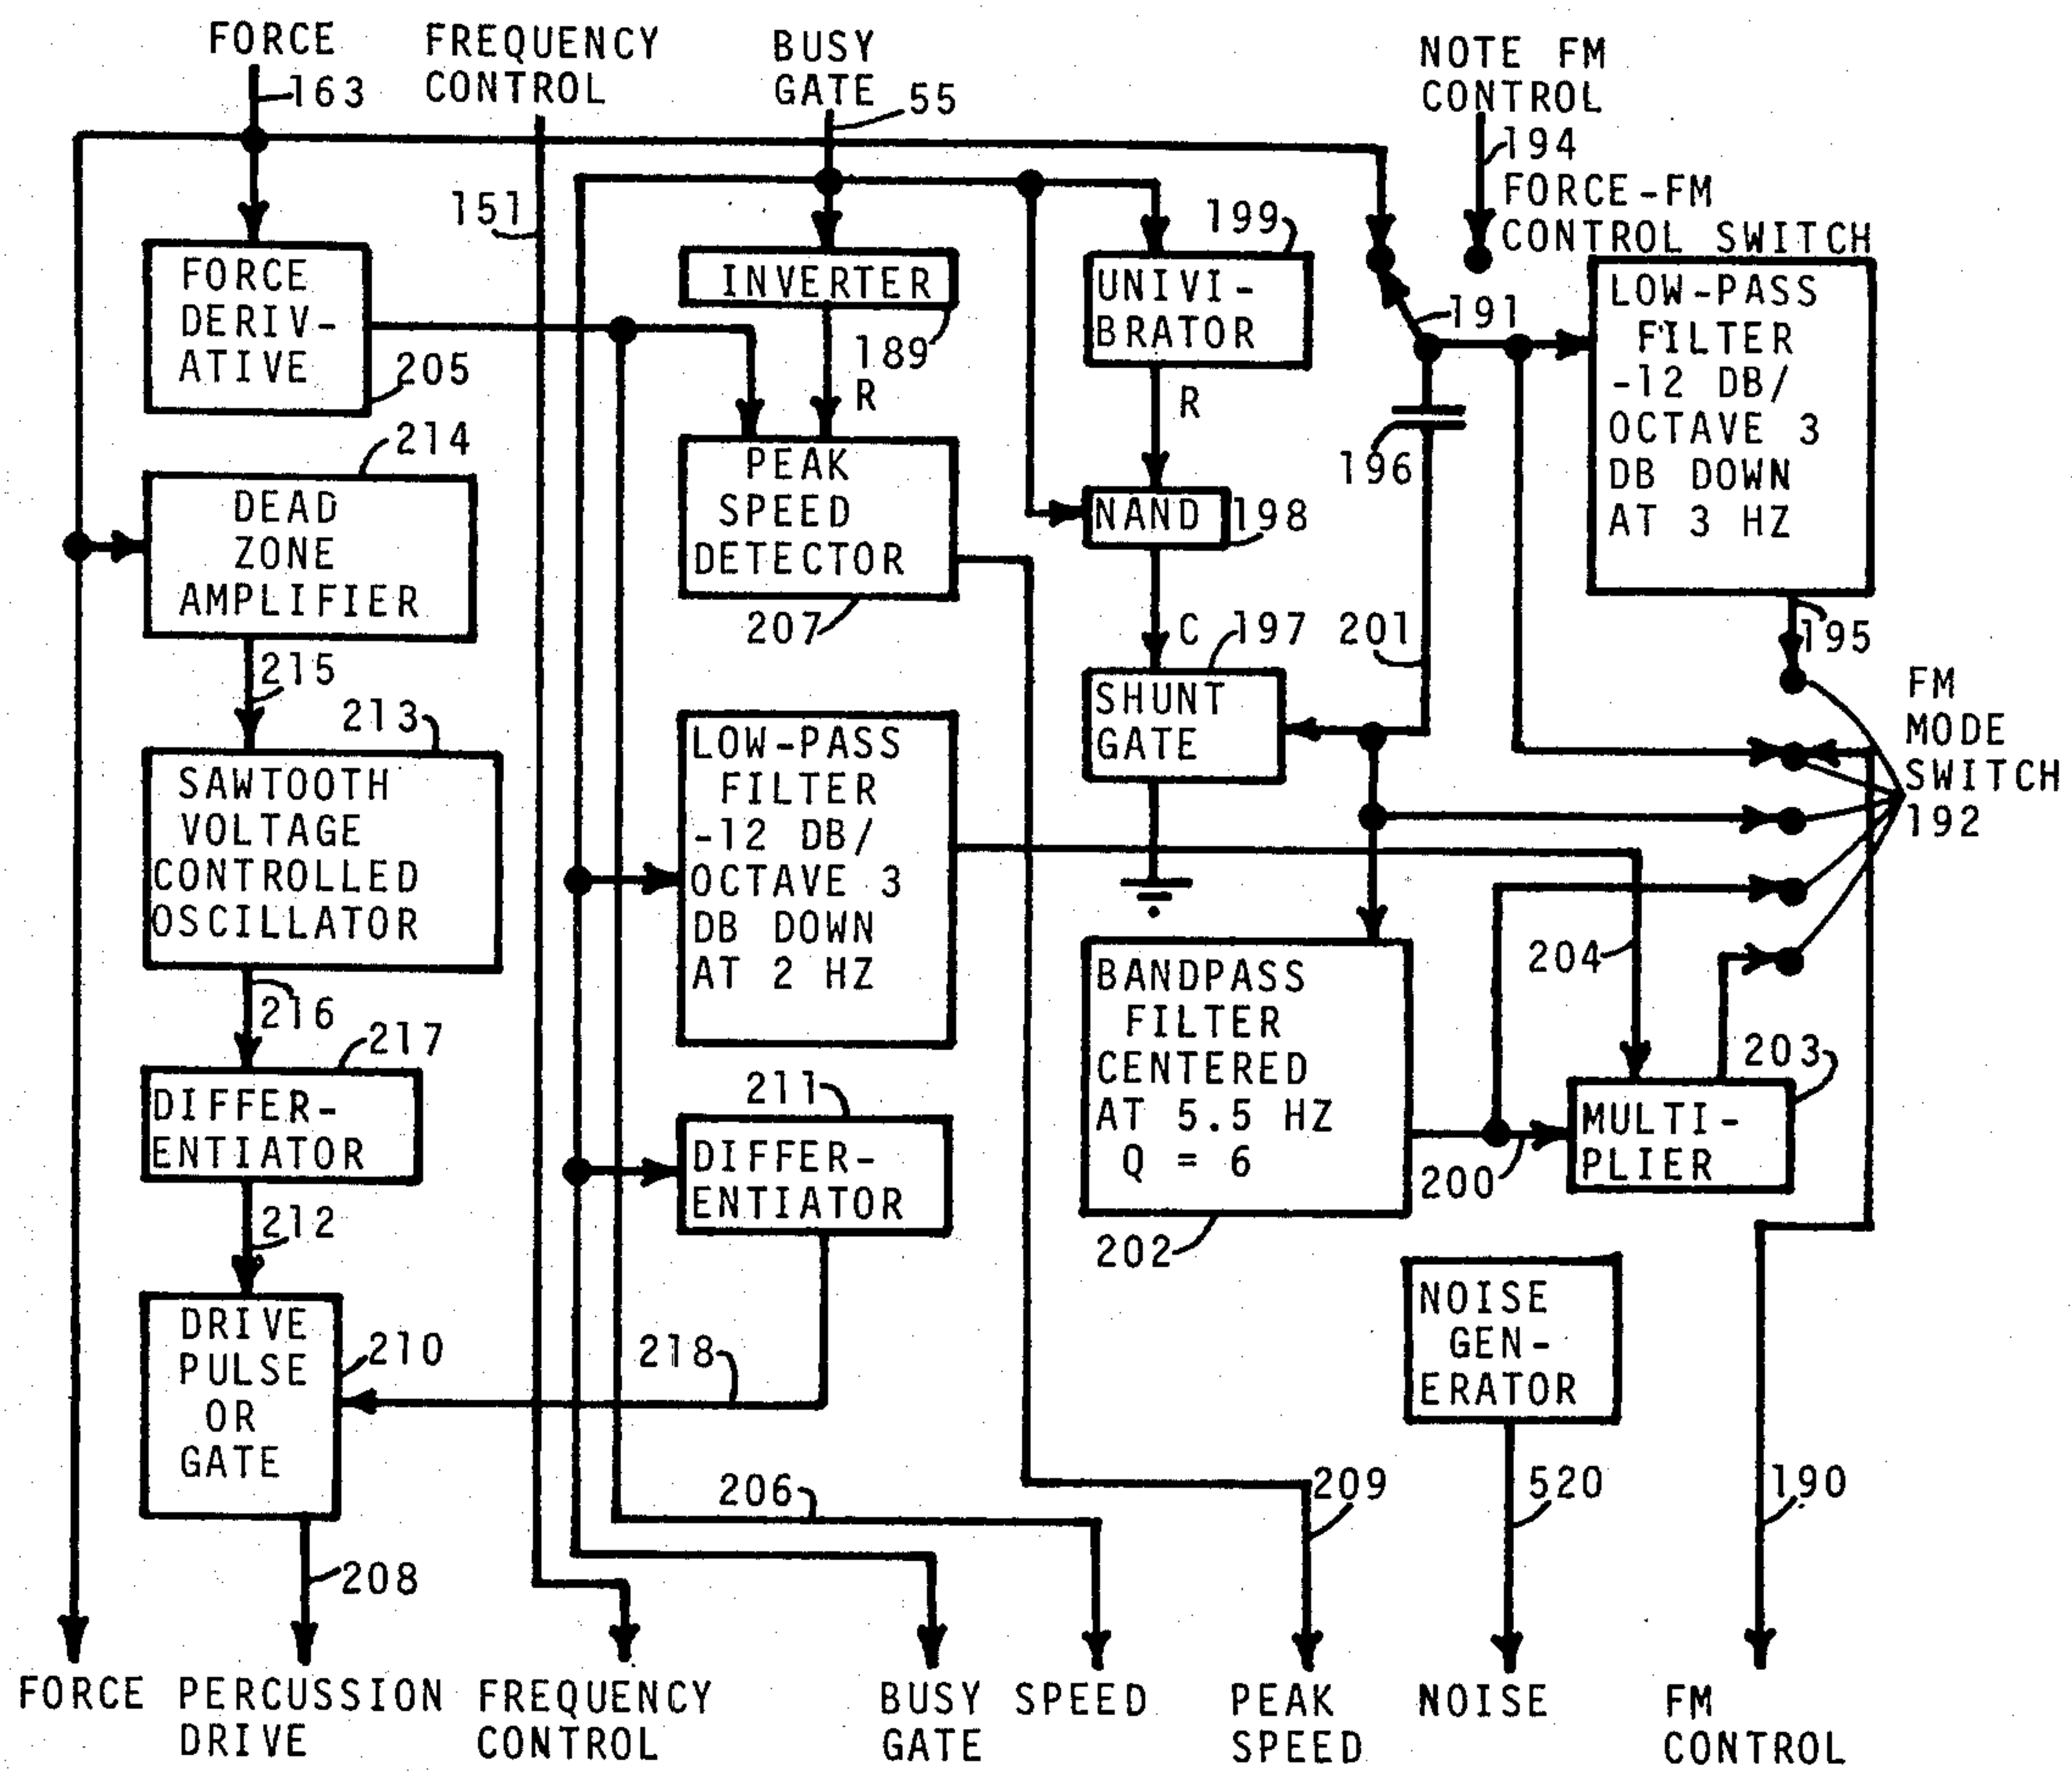 FORCE
163
FREQUENCY
CONTROL
BUSY
GATE
55
NOTE FM
CONTROL
194
FORCE-FM
CONTROL SWITCH
151
199
FORCE
DERIV-
ATIVE
205
INVERTER
189
R
UNIVI-
BRATOR
R
191
196
LOW-PASS
FILTER
-12 DB/
OCTAVE 3
DB DOWN
AT 3 HZ
195
214
DEAD
ZONE
AMPLIFIER
215
PEAK
SPEED
DETECTOR
207
NAND
198
C
197
201
SHUNT
GATE
FM
MODE
SWITCH
192
213
SAWTOOTH
VOLTAGE
CONTROLLED
OSCILLATOR
216
LOW-PASS
FILTER
-12 DB/
OCTAVE 3
DB DOWN
AT 2 HZ
204
BANDPASS
FILTER
CENTERED
AT 5.5 HZ
Q = 6
202
200
203
MULTI-
PLIER
217
DIFFER-
ENTIATOR
212
211
DIFFER-
ENTIATOR
218
DRIVE
PULSE
OR
GATE
210
208
NOISE
GEN-
ERATOR
206
209
520
190
FORCE
PERCUSSION
DRIVE
FREQUENCY
CONTROL
BUSY
GATE
SPEED
PEAK
SPEED
NOISE
FM
CONTROL